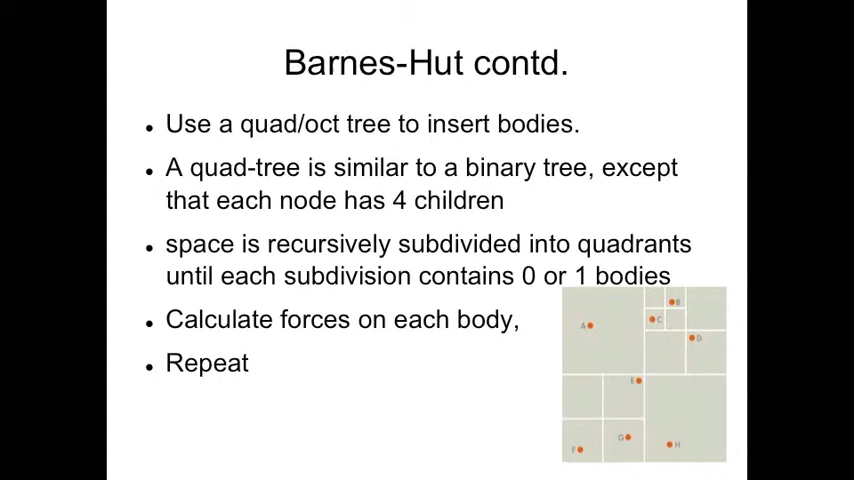 Barnes-Hut contd.
• Use a quad/oct tree to insert bodies.
• A quad-tree is similar to a binary tree, except
that each node has 4 children
• space is recursively subdivided into quadrants
until each subdivision contains 0 or 1 bodies
• Calculate forces on each body,
• Repeat
B
C
A
D
E
G
H
F